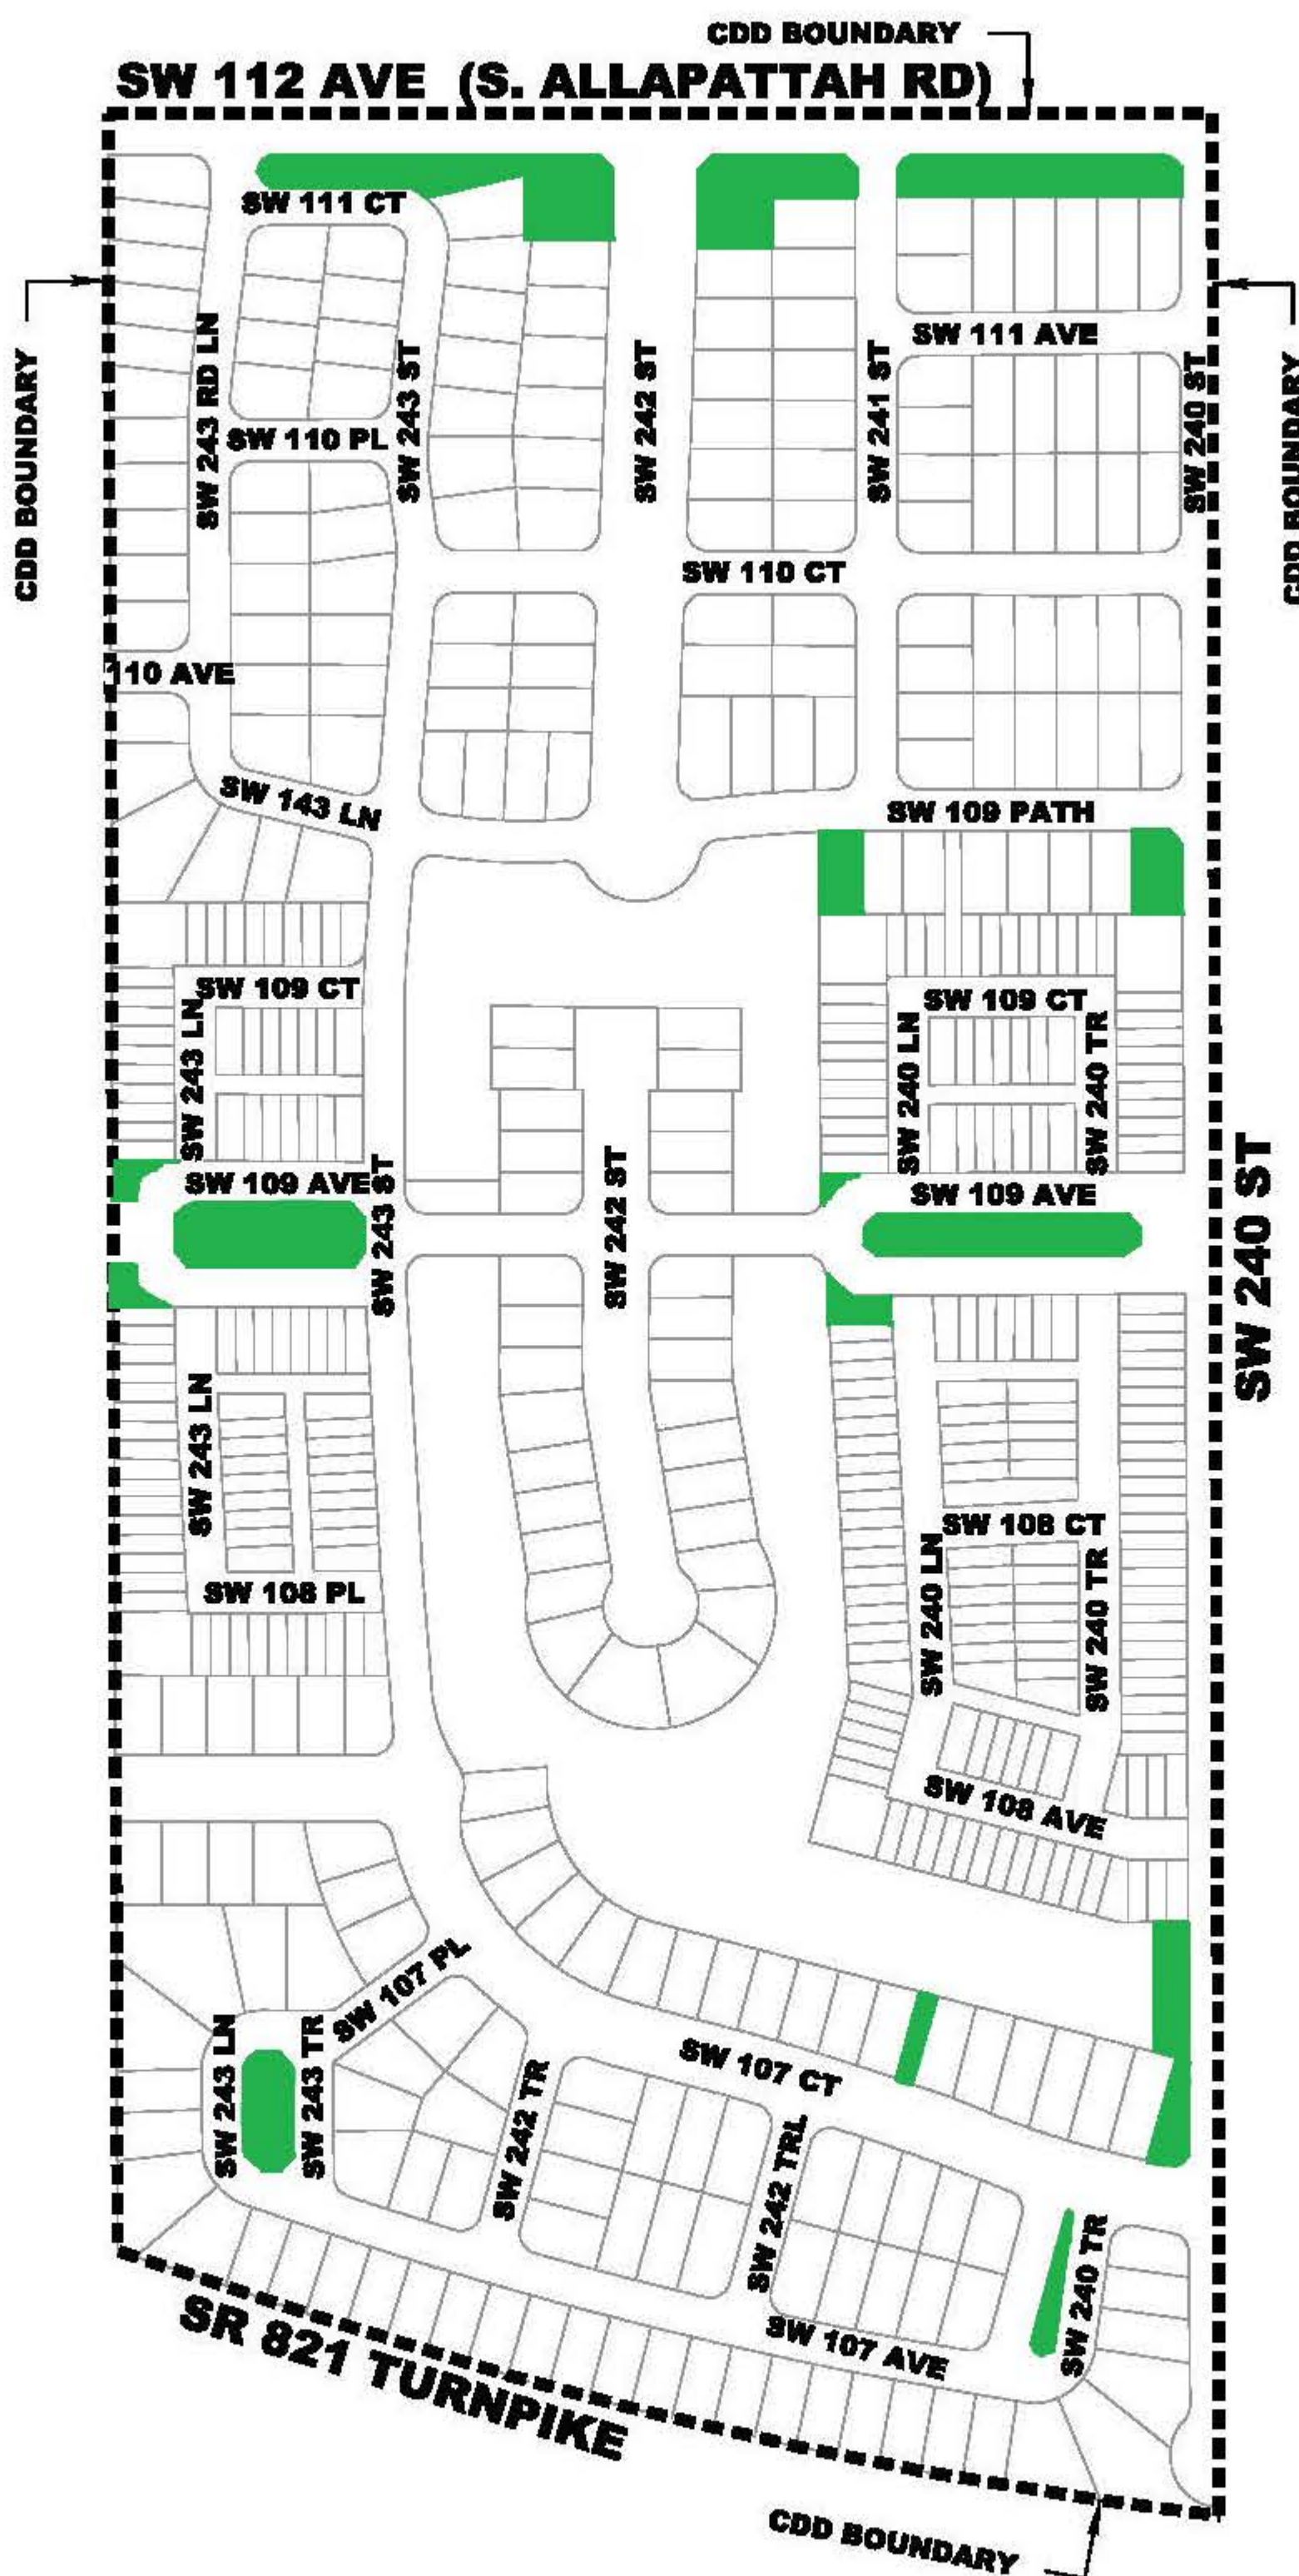 CDD BOUNDARY
SW 112 AVE (S. ALLAPATTAH RD)
SW 111 CT
SW 111 AVE
CDD BOUNDARY
SW 243 RD LN
SW 243 ST
SW 242 ST
SW 241 ST
SW 240 ST
CDD BOUNDARY
SW 110 PL
SW 110 CT
110 AVE
SW 143 LN
SW 109 PATH
SW 109 CT
SW 109 CT
SW 243 LN
SW 240 LN
SW 240 TR
SW 109 AVE
SW 243 ST
SW 242 ST
SW 109 AVE
SW 240 ST
SW 243 LN
SW 108 CT
SW 108 PL
SW 240 LN
SW 240 TR
SW 108 AVE
SW 107 PL
SW 243 LN
SW 243 TR
SW 107 CT
SW 242 TR
SW 242 TRL
SW 240 TR
SW 107 AVE
SR 821 TURNPIKE
CDD BOUNDARY